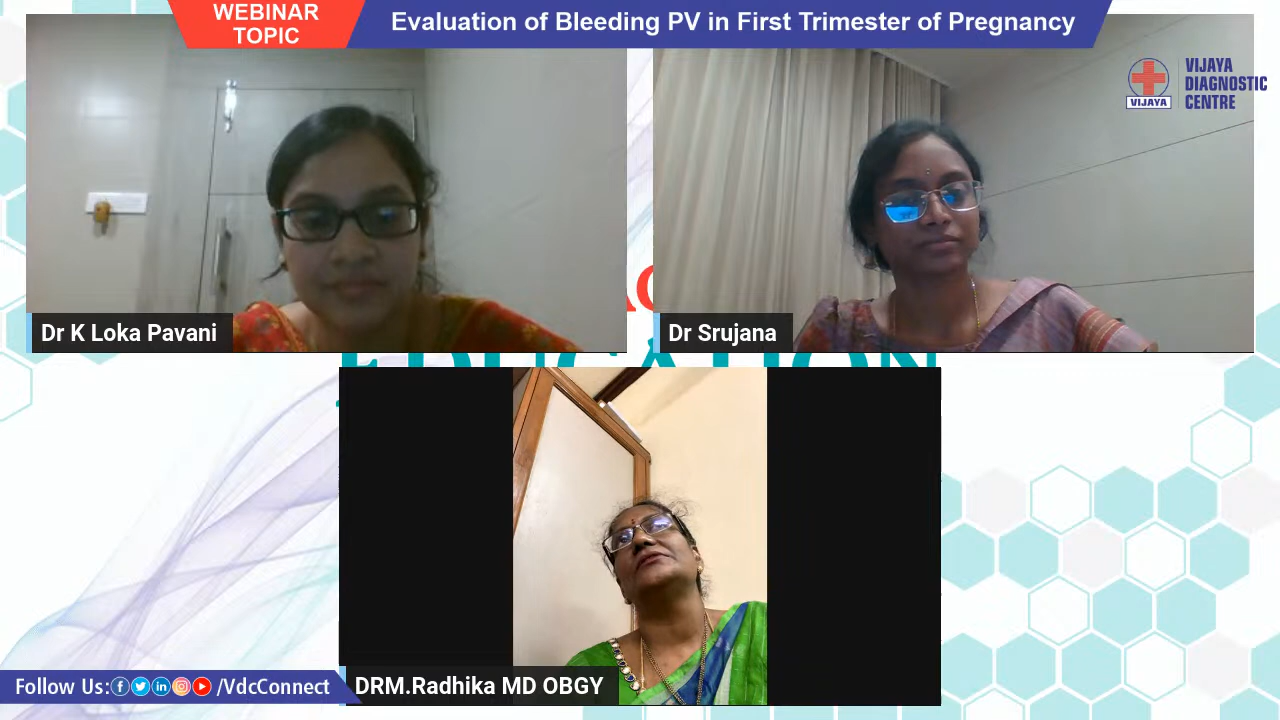 WEBINAR
TOPIC
Evaluation of Bleeding PV in First Trimester of Pregnancy
VIJAYA
VIJAYA
DIAGNOSTIC
CENTRE
Dr K Loka Pavani
Dr Srujana
EDUCATION
DRM.Radhika MD OBGY
Follow Us:
/VdcConnect